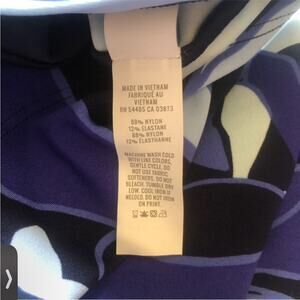 MADE IN VIETNAM
FABRIQUÉ AU
VIETNAM
RN 54485 CA 03873
88% NYLON
12% ELASTANE
88% NYLON
12% ÉLASTHANNE
MACHINE WASH COLD
WITH LIKE COLORS,
GENTLE CYCLE. DO
NOT USE FABRIC
SOFTENERS. DO NOT
BLEACH. TUMBLE DRY
LOW. COOL IRON IF
NEEDED. DO NOT IRON
ON PRINT.